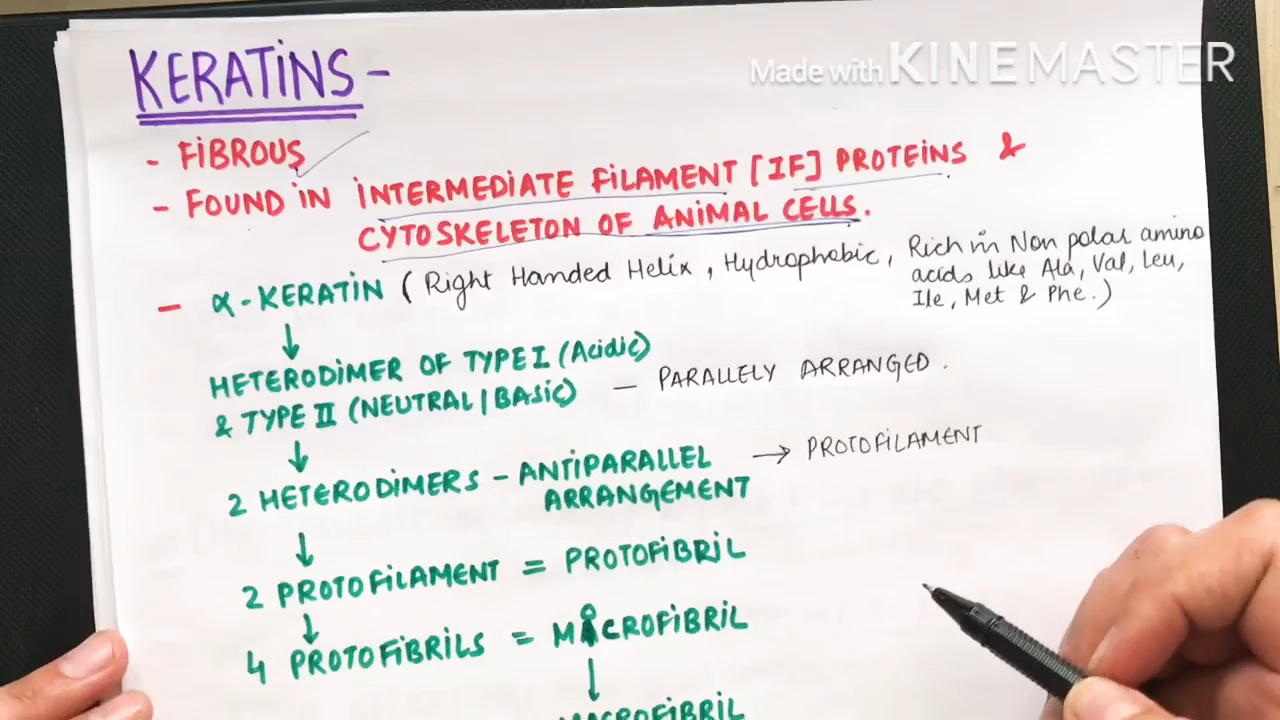 Made with KINEMASTER
KERATINS -
- FIBROUS
- FOUND IN INTERMEDIATE FILAMENT [IF] PROTEINS &
CYTOSKELETON OF ANIMAL CELLS.
- α-KERATIN (Right Handed Helix, Hydrophobic, Rich in Non polar amino
acids like Ala, Val, Leu,
Ile, Met & Phe.)
↓
HETERODIMER OF TYPE I (Acidic)
& TYPE II (NEUTRAL | BASIC) - PARALLELY ARRANGED.
↓
2 HETERODIMERS - ANTIPARALLEL → PROTOFILAMENT
ARRANGEMENT
↓
2 PROTOFILAMENT = PROTOFIBRIL
↓
4 PROTOFIBRILS = MICROFIBRIL
↓
MACROFIBRIL